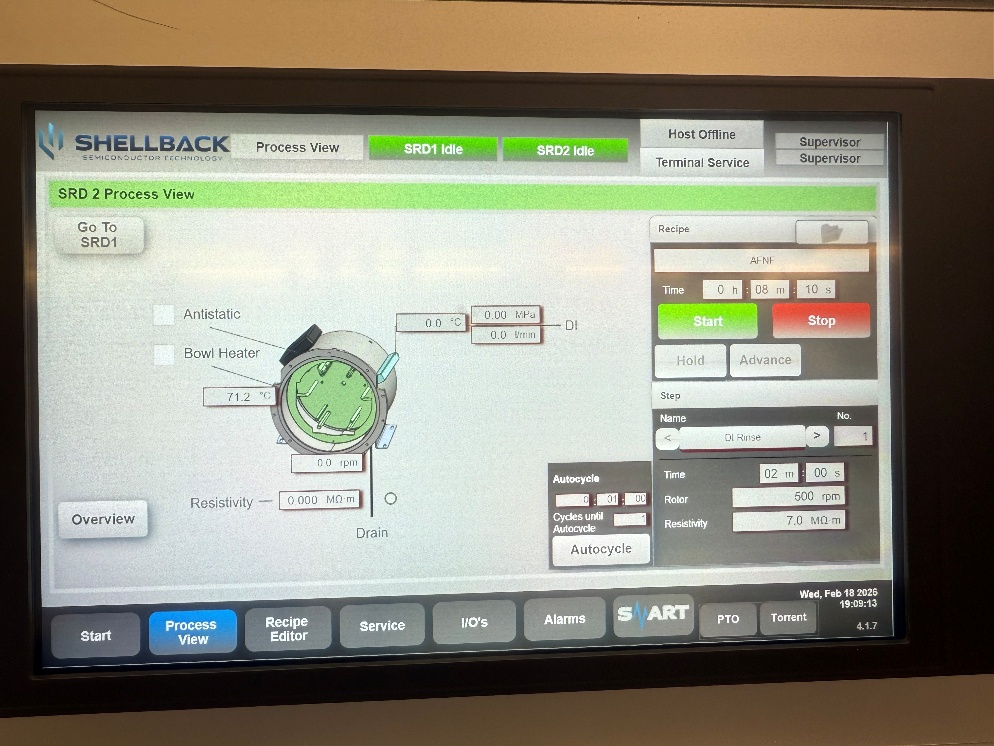 SHELLBACK
SEMICONDUCTOR TECHNOLOGY
Process View
SRD1 Idle
SRD2 Idle
Host Offline
Terminal Service
Supervisor
Supervisor
SRD 2 Process View
Go To
SRD1
Antistatic
Bowl Heater
71.2 °C
0.0 °C
0.00 MPa
0.0 l/min
DI
0.0 rpm
Resistivity
0.000 MΩ·m
Drain
Overview
Autocycle
0 : 01 : 00
Cycles until
Autocycle
Autocycle
Recipe
Time 0 h : 08 m : 10 s
Start
Stop
Hold
Advance
Step
Name
No.
< DI Rinse > 1
Time 02 m : 00 s
Rotor 500 rpm
Resistivity 7.0 MΩ·m
Start
Process
View
Recipe
Editor
Service
I/O's
Alarms
SMART
PTO
Torrent
Wed, Feb 18 2026
19:09:13
4.1.7